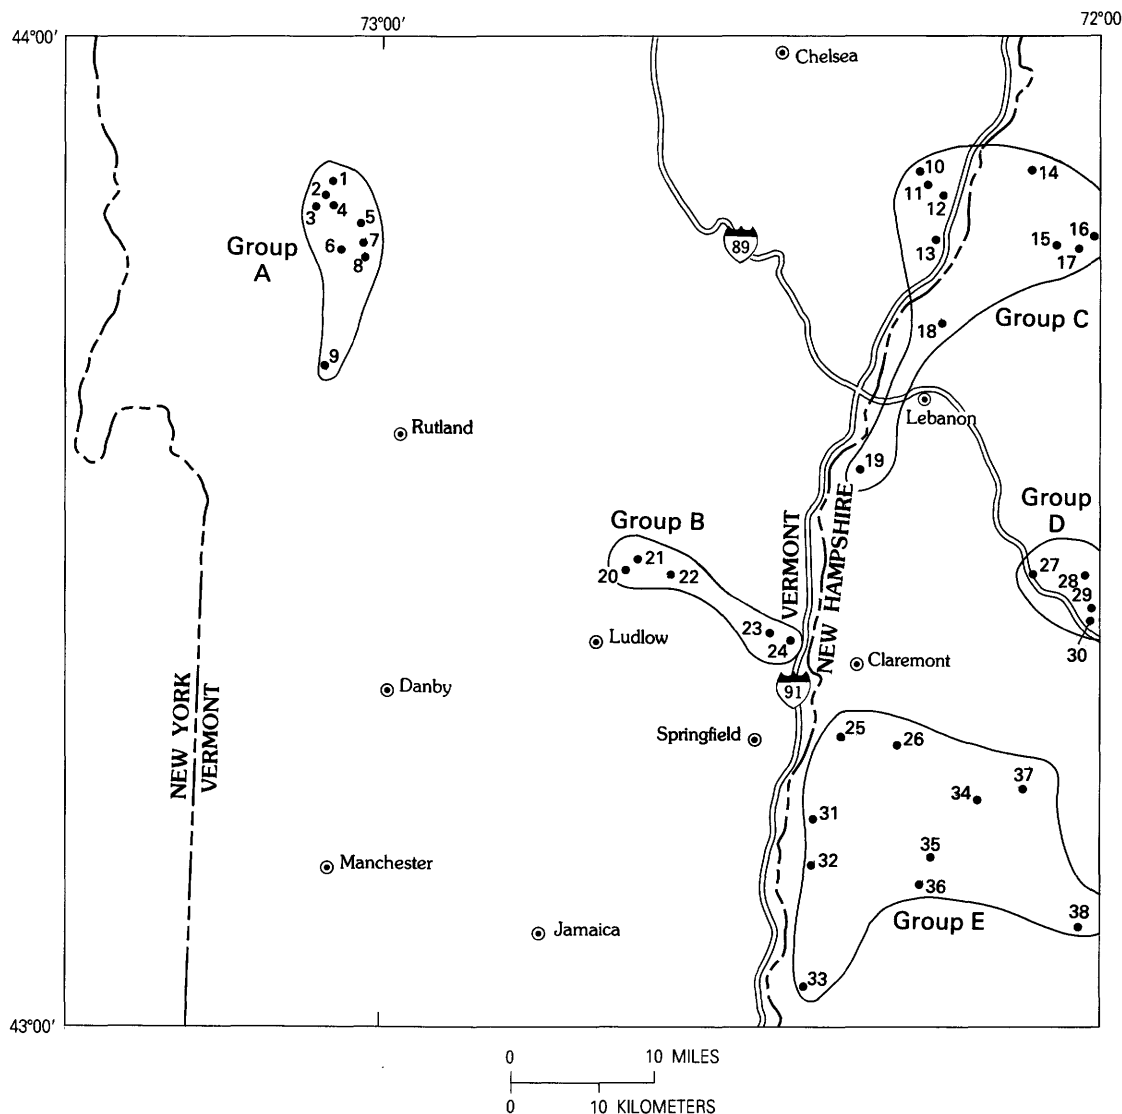 73°00'
72°00
44°00'
Chelsea
89
10
11
12
13
14
15
16
17
18
19
Group C
1
2
3
4
5
6
7
8
9
Group
A
Rutland
Lebanon
Group B
20
21
22
23
24
VERMONT
NEW HAMPSHIRE
Group
D
27
28
29
30
Ludlow
Claremont
91
Danby
Springfield
NEW YORK
VERMONT
25
26
31
32
33
34
35
36
37
38
Group E
Manchester
Jamaica
43°00'
0 10 MILES
0 10 KILOMETERS